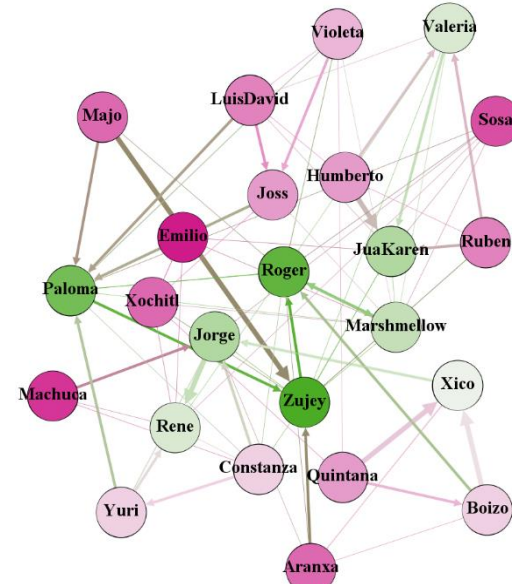 Violeta
Valeria
LuisDavid
Majo
Sosa
Humberto
Joss
Emilio
JuaKaren
Ruben
Roger
Paloma
Xochitl
Jorge
Marshmellow
Xico
Machuca
Zujey
Rene
Constanza
Quintana
Yuri
Boizo
Aranxa